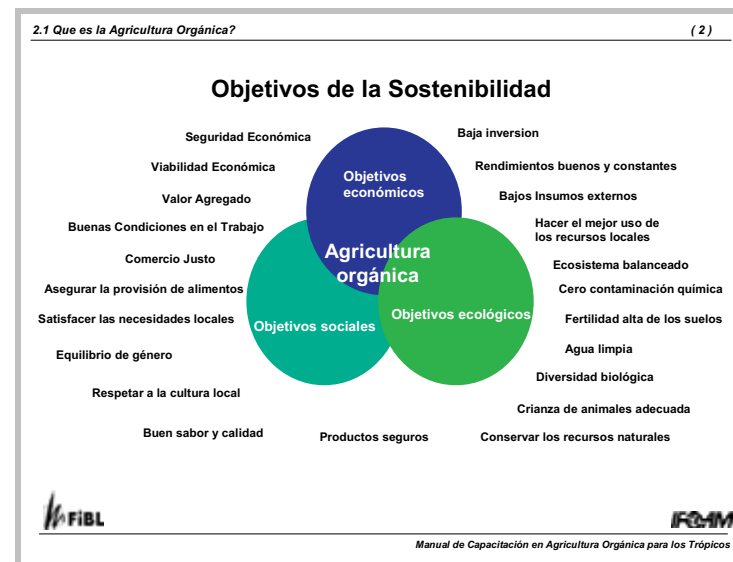 2.1 Que es la Agricultura Orgánica?
( 2 )
Objetivos de la Sostenibilidad
Seguridad Económica
Viabilidad Económica
Valor Agregado
Buenas Condiciones en el Trabajo
Comercio Justo
Asegurar la provisión de alimentos
Satisfacer las necesidades locales
Equilibrio de género
Respetar a la cultura local
Buen sabor y calidad
Objetivos
económicos
Agricultura
orgánica
Objetivos sociales
Objetivos ecológicos
Productos seguros
Baja inversion
Rendimientos buenos y constantes
Bajos Insumos externos
Hacer el mejor uso de
los recursos locales
Ecosistema balanceado
Cero contaminación química
Fertilidad alta de los suelos
Agua limpia
Diversidad biológica
Crianza de animales adecuada
Conservar los recursos naturales
FiBL
IFOAM
Manual de Capacitación en Agricultura Orgánica para los Trópicos